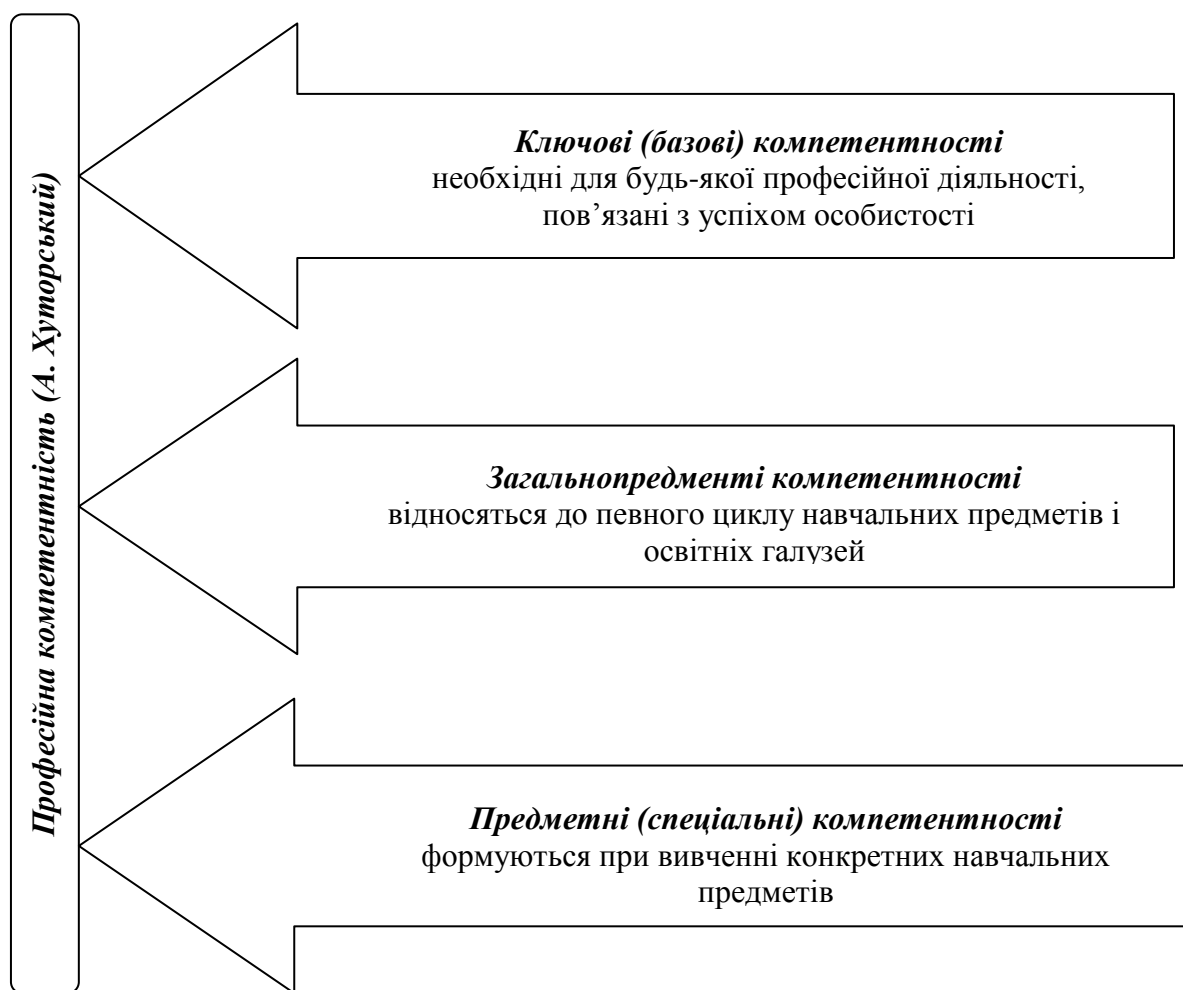 Професійна компетентність (А. Хуторський)
Ключові (базові) компетентності
необхідні для будь-якої професійної діяльності,
пов’язані з успіхом особистості
Загальнопредменті компетентності
відносяться до певного циклу навчальних предметів і
освітніх галузей
Предметні (спеціальні) компетентності
формуються при вивченні конкретних навчальних
предметів